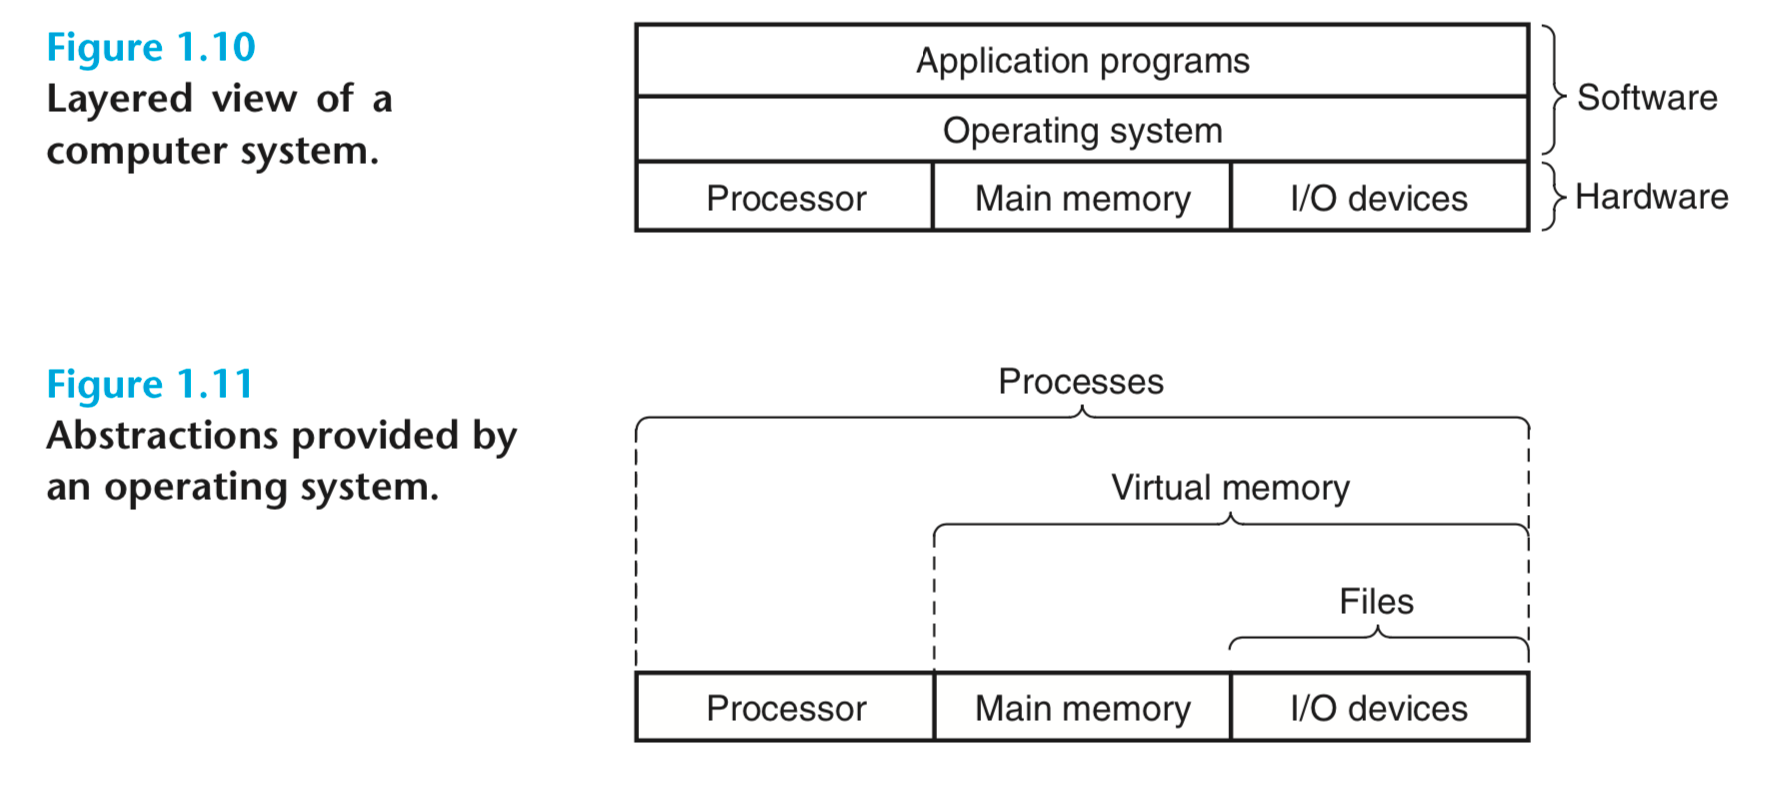 Figure 1.10
Layered view of a
computer system.
Application programs
Operating system
Processor
Main memory
I/O devices
Software
Hardware
Figure 1.11
Abstractions provided by
an operating system.
Processes
Virtual memory
Files
Processor
Main memory
I/O devices